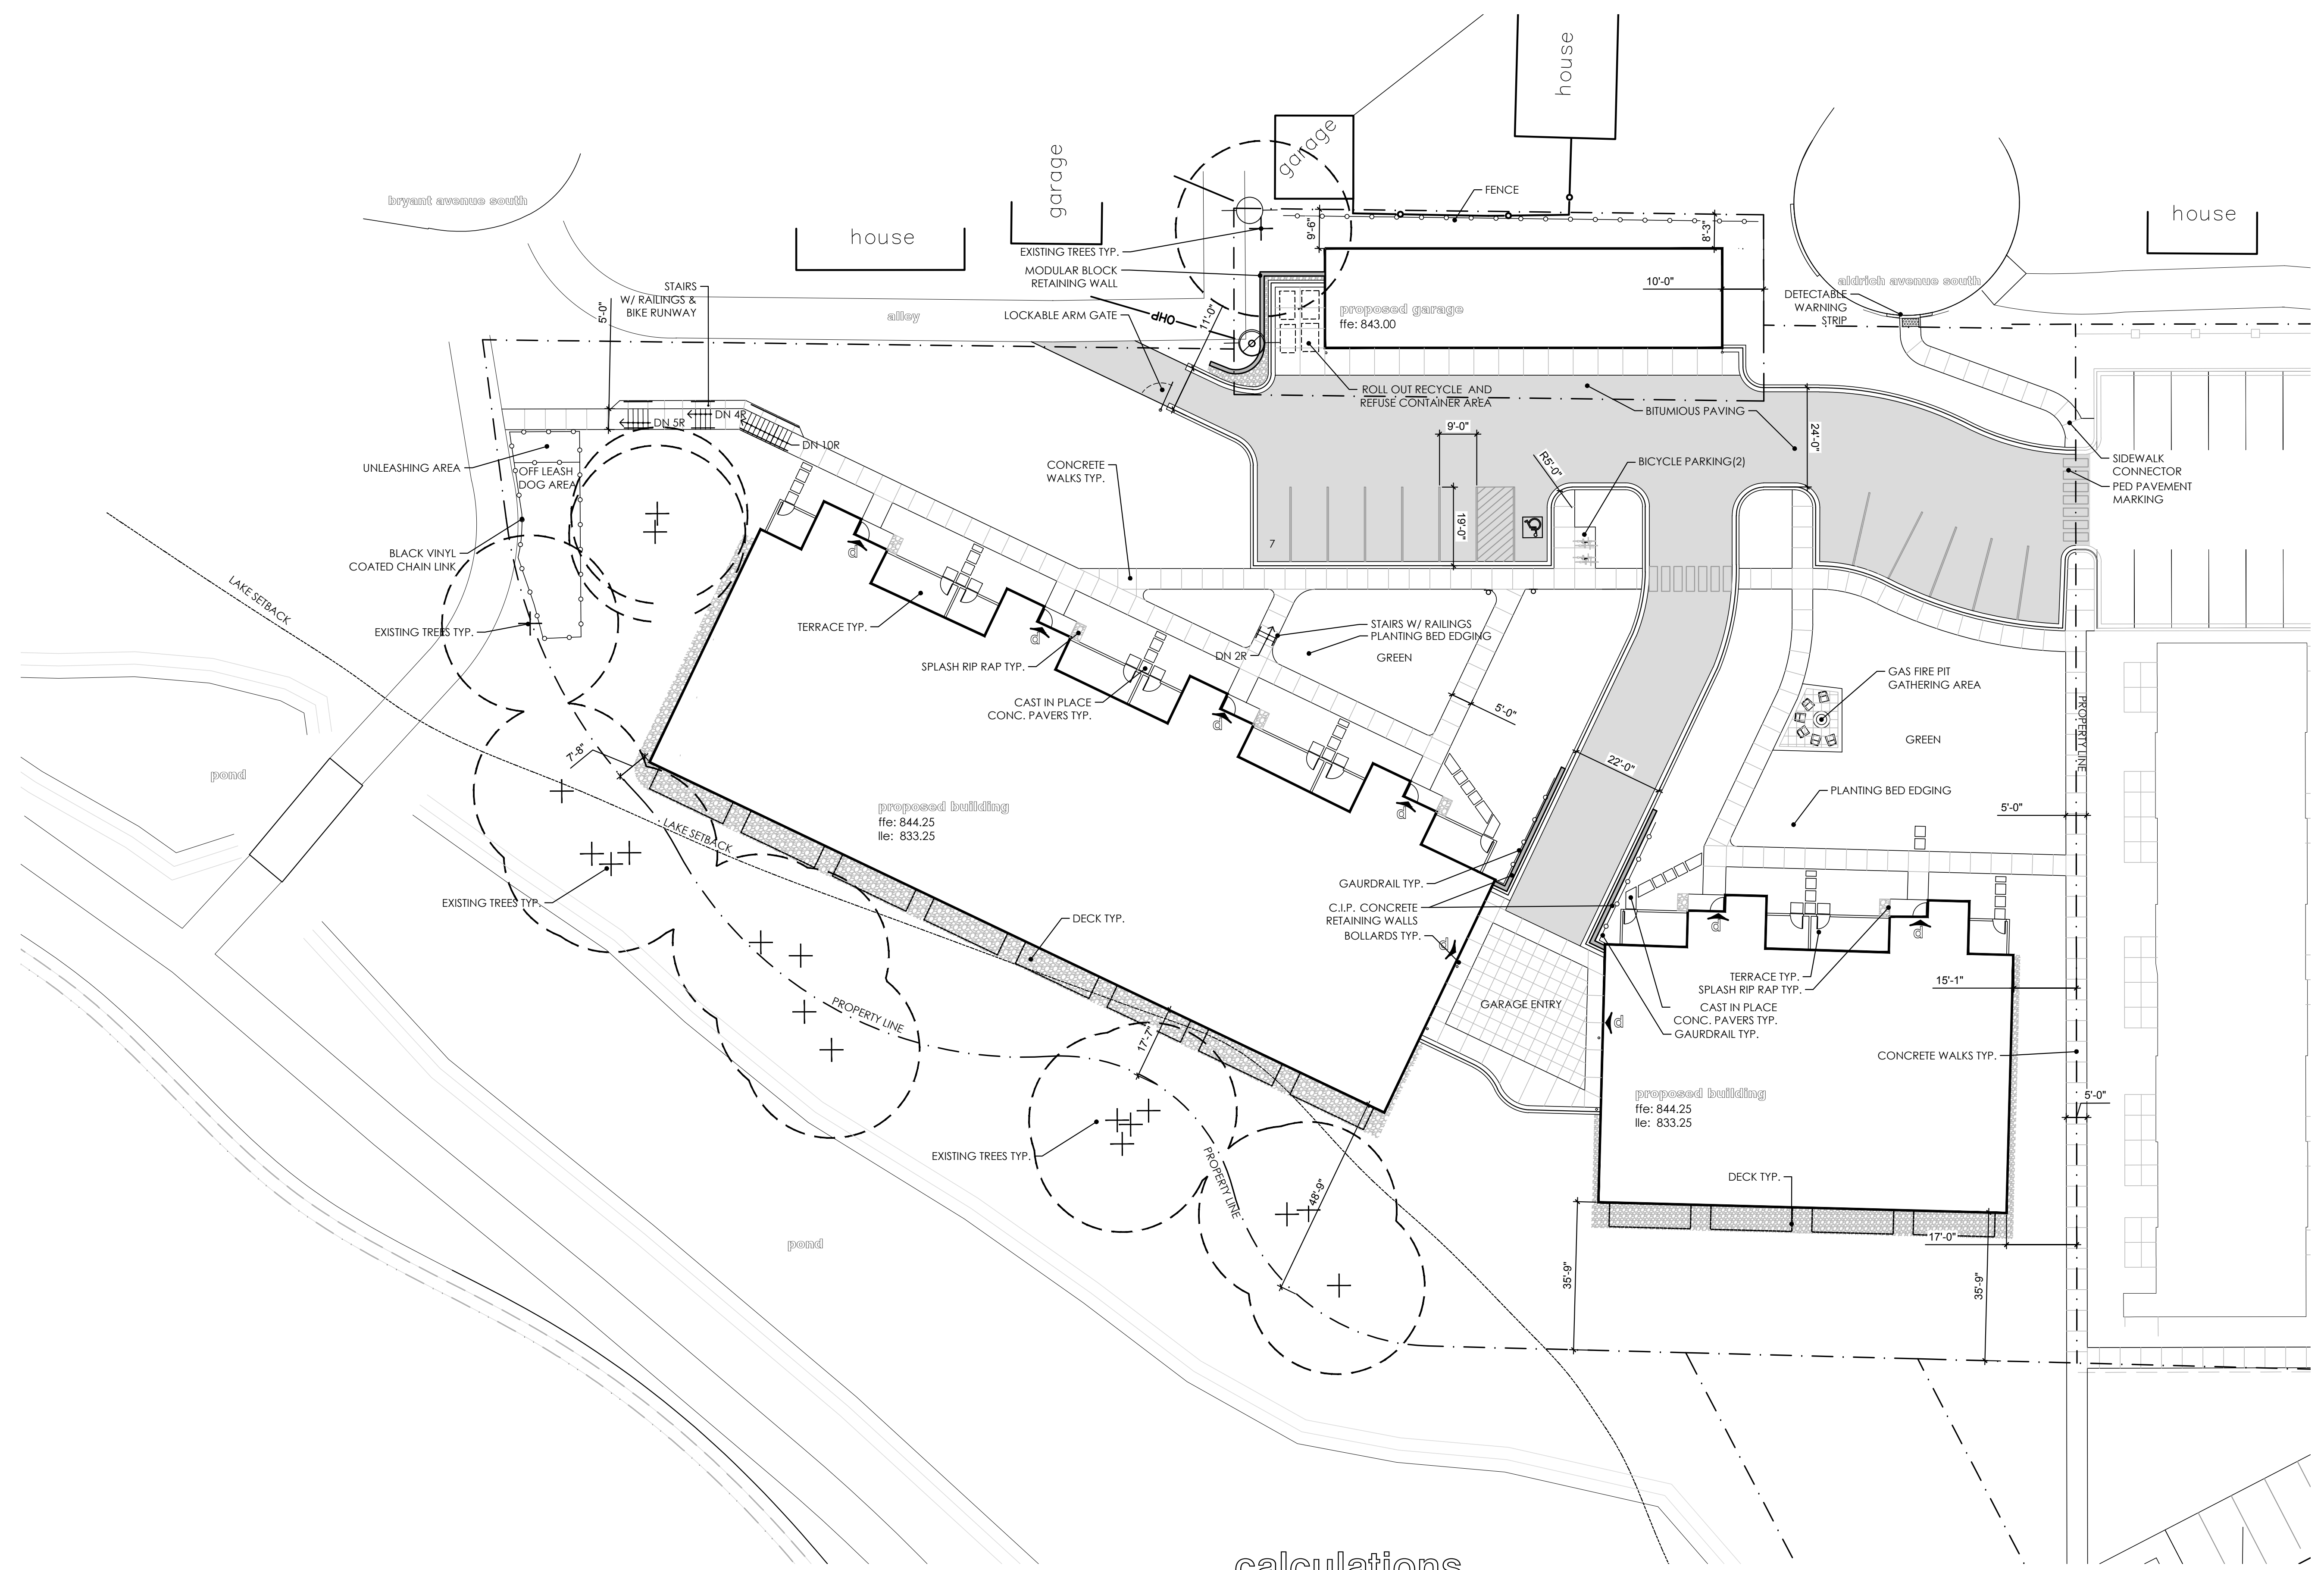 house
garage
garage
FENCE
bryant avenue south
house
house
EXISTING TREES TYP.
9'-6"
8'-3"
MODULAR BLOCK
RETAINING WALL
10'-0"
aldrich avenue south
STAIRS
W/ RAILINGS &
BIKE RUNWAY
5'-0"
DETECTABLE
WARNING
STRIP
alley
LOCKABLE ARM GATE
OHP
11'-0"
proposed garage
ffe: 843.00
ROLL OUT RECYCLE AND
REFUSE CONTAINER AREA
BITUMIOUS PAVING
DN 4R
DN 5R
DN 10R
9'-0"
24'-0"
UNLEASHING AREA
OFF LEASH
DOG AREA
CONCRETE
WALKS TYP.
R5'-0"
BICYCLE PARKING(2)
SIDEWALK
CONNECTOR
PED PAVEMENT
MARKING
19'-0"
7
BLACK VINYL
COATED CHAIN LINK
d
LAKE SETBACK
EXISTING TREES TYP.
TERRACE TYP.
d
STAIRS W/ RAILINGS
PLANTING BED EDGING
GREEN
DN 2R
SPLASH RIP RAP TYP.
CAST IN PLACE
CONC. PAVERS TYP.
5'-0"
d
GAS FIRE PIT
GATHERING AREA
PROPERTY LINE
GREEN
7'-8"
pond
22'-0"
PLANTING BED EDGING
5'-0"
proposed building
ffe: 844.25
lle: 833.25
LAKE SETBACK
d
GAURDRAIL TYP.
EXISTING TREES TYP.
C.I.P. CONCRETE
RETAINING WALLS
BOLLARDS TYP.
DECK TYP.
d
d
d
TERRACE TYP.
SPLASH RIP RAP TYP.
15'-1"
PROPERTY LINE
GARAGE ENTRY
CAST IN PLACE
CONC. PAVERS TYP.
GAURDRAIL TYP.
d
17'-7"
CONCRETE WALKS TYP.
proposed building
ffe: 844.25
lle: 833.25
5'-0"
EXISTING TREES TYP.
PROPERTY LINE
48'-9"
DECK TYP.
pond
17'-0"
35'-9"
35'-9"
calculations